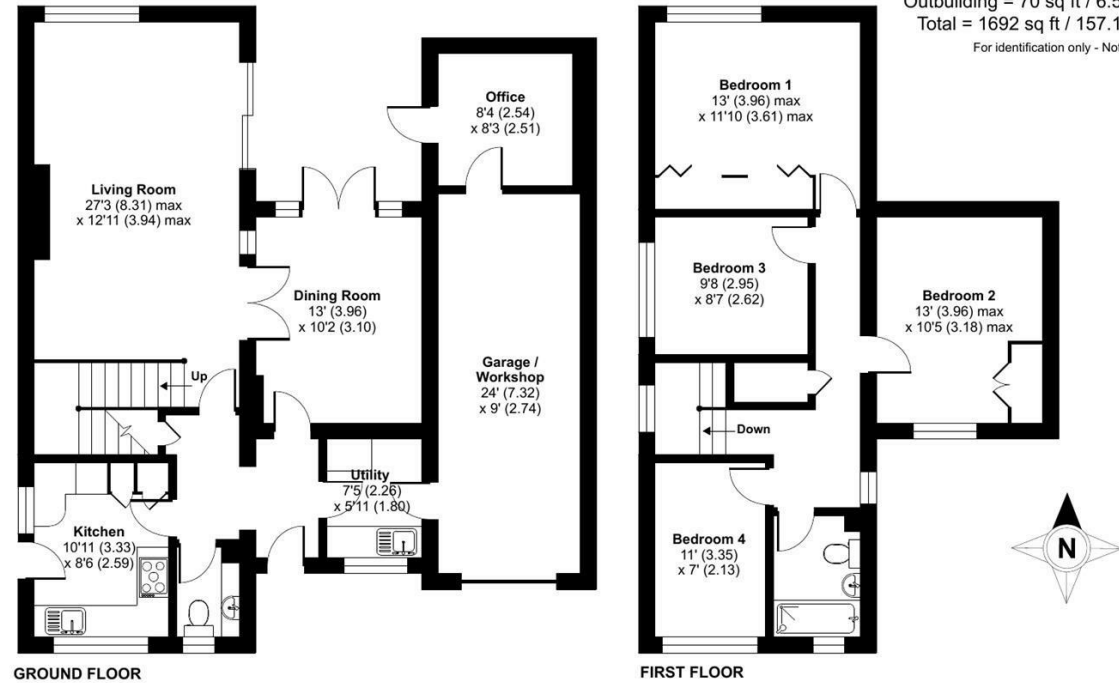 Outbuilding = 70 sq ft / 6.5
Total = 1692 sq ft / 157.1
For identification only - Not
Office
8'4 (2.54)
x 8'3 (2.51)
Living Room
27'3 (8.31) max
x 12'11 (3.94) max
Dining Room
13' (3.96)
x 10'2 (3.10)
Garage /
Workshop
24' (7.32)
x 9' (2.74)
Up
Utility
7'5 (2.26)
x 5'11 (1.80)
Kitchen
10'11 (3.33)
x 8'6 (2.59)
GROUND FLOOR
Bedroom 1
13' (3.96) max
x 11'10 (3.61) max
Bedroom 3
9'8 (2.95)
x 8'7 (2.62)
Bedroom 2
13' (3.96) max
x 10'5 (3.18) max
Down
Bedroom 4
11' (3.35)
x 7' (2.13)
N
FIRST FLOOR